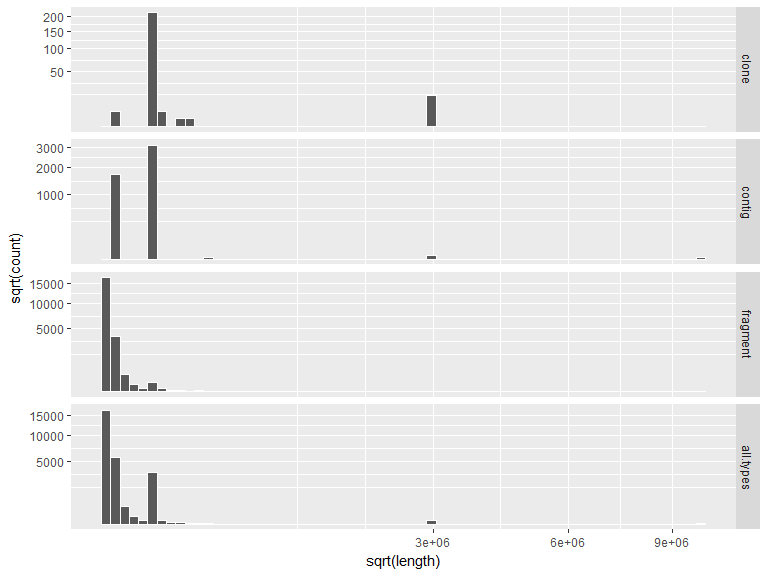 200
150
100
50
clone
3000
2000
1000
contig
15000
10000
5000
fragment
15000
10000
5000
all.types
sqrt(count)
3e+06
6e+06
9e+06
sqrt(length)